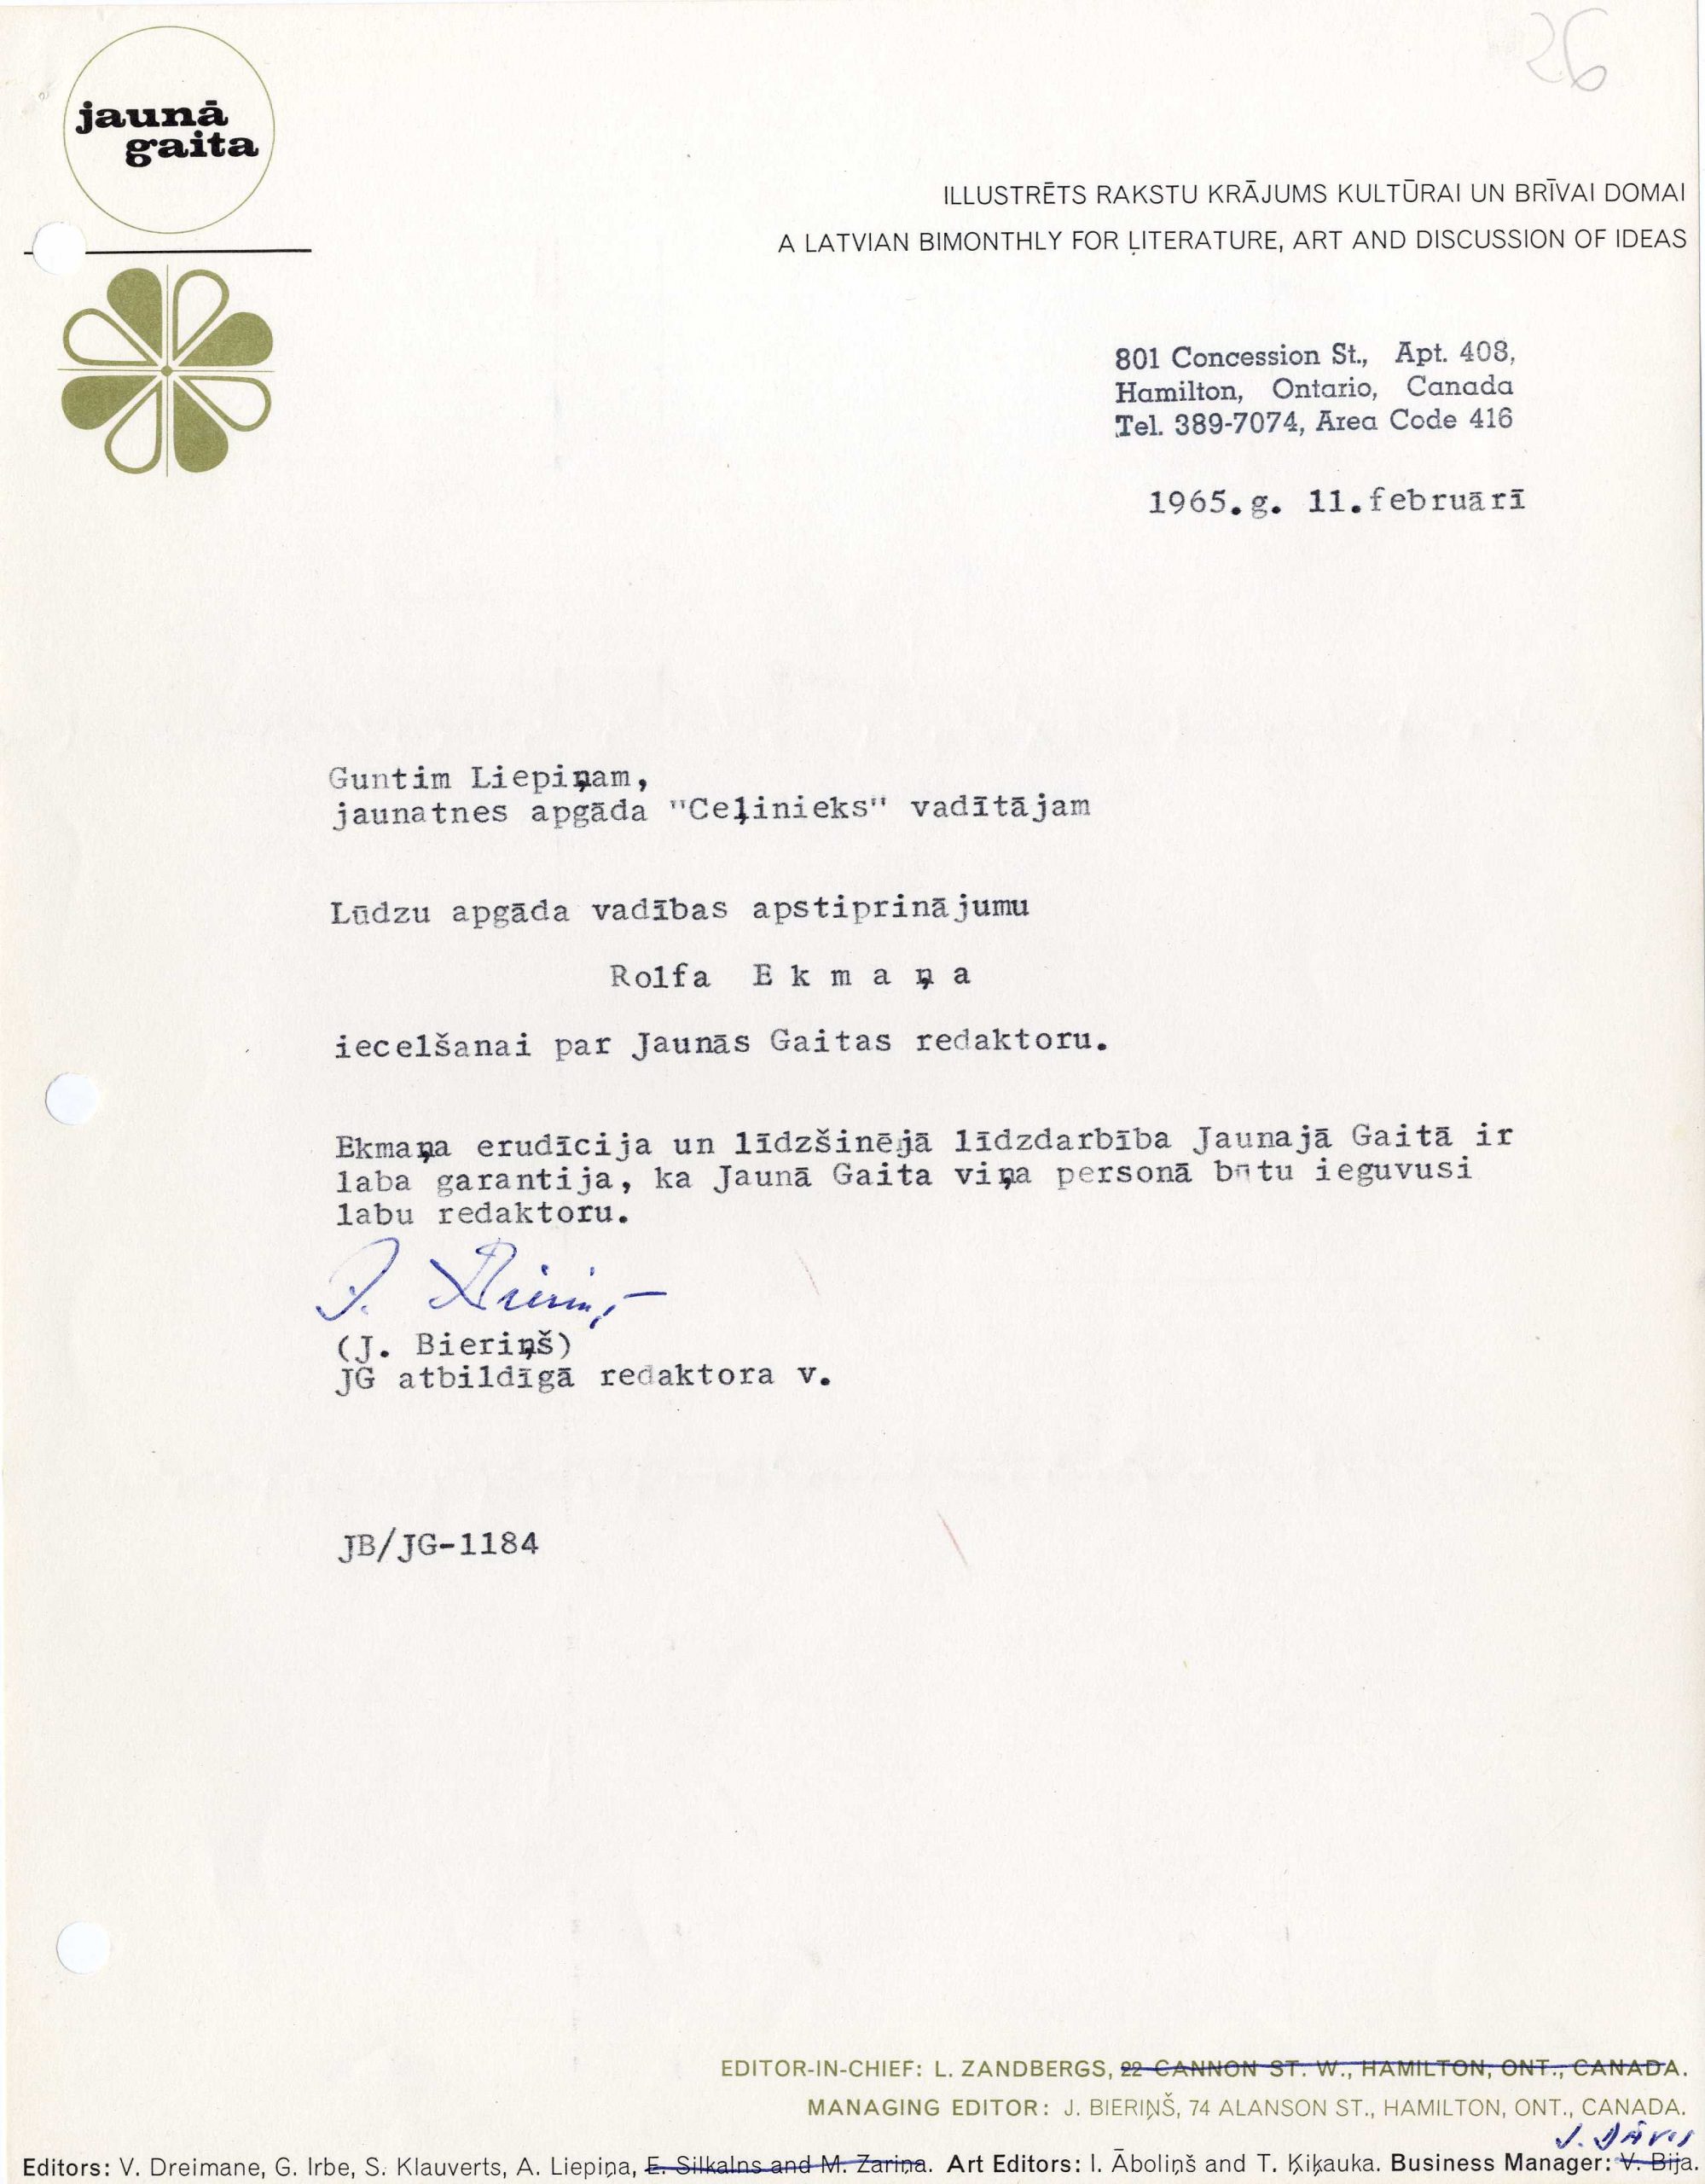 26
jaunā
gaita
ILLUSTRĒTS RAKSTU KRĀJUMS KULTŪRAI UN BRĪVAI DOMAI
A LATVIAN BIMONTHLY FOR LITERATURE, ART AND DISCUSSION OF IDEAS
801 Concession St., Apt. 408,
Hamilton, Ontario, Canada
Tel. 389-7074, Area Code 416
1965.g. 11.februārī
Guntim Liepiņam,
jaunatnes apgāda "Ceļinieks" vadītājam
Lūdzu apgāda vadības apstiprinājumu
Rolfa E k m a ņ a
iecelšanai par Jaunās Gaitas redaktoru.
Ekmaņa erudīcija un līdzšinējā līdzdarbība Jaunajā Gaitā ir
laba garantija, ka Jaunā Gaita viņa personā būtu ieguvusi
labu redaktoru.
J. Bieriņš
(J. Bieriņš)
JG atbildīgā redaktora v.
JB/JG-1184
EDITOR-IN-CHIEF: L. ZANDBERGS, 22 CANNON ST. W., HAMILTON, ONT., CANADA.
MANAGING EDITOR: J. BIERIŅŠ, 74 ALANSON ST., HAMILTON, ONT., CANADA.
J. DĀVIS
Editors: V. Dreimane, G. Irbe, S. Klauverts, A. Liepiņa, E. Silkalns and M. Zariņa. Art Editors: I. Āboliņš and T. Ķiķauka. Business Manager: V. Bija.